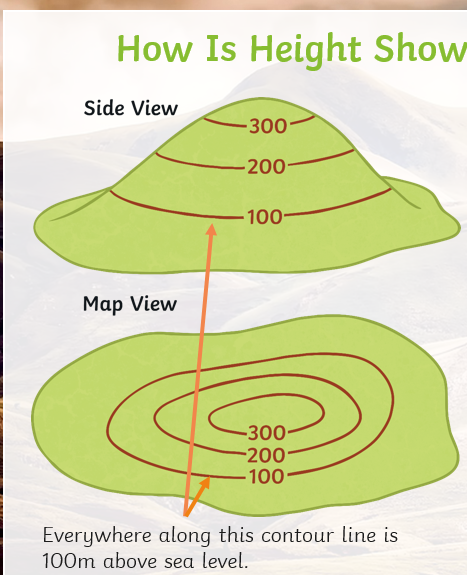 How Is Height Show
Side View
300
200
100
Map View
300
200
100
Everywhere along this contour line is
100m above sea level.